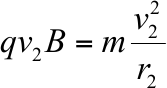 qv₂B = m v₂²/r₂